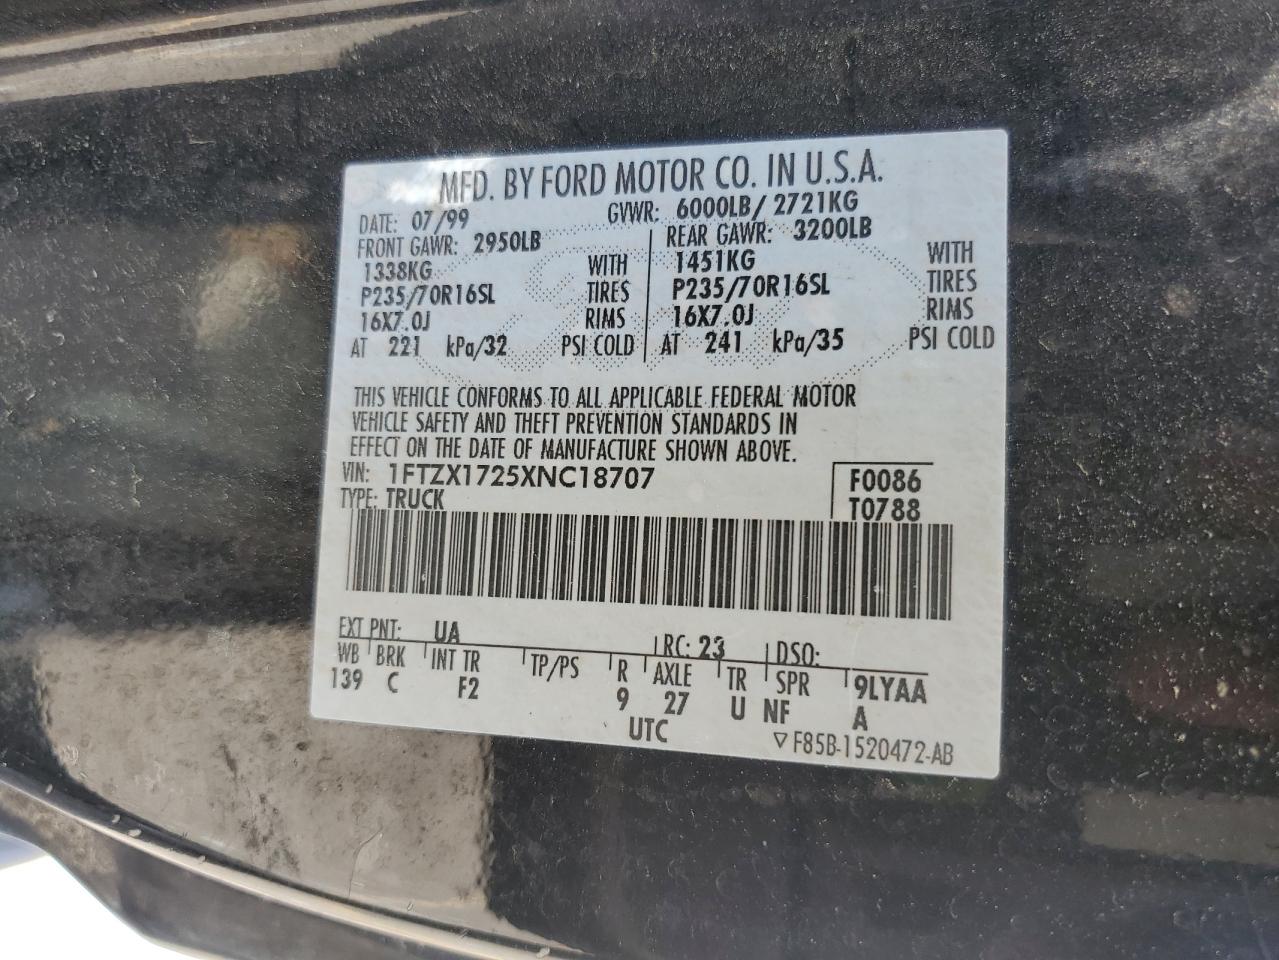 MFD. BY FORD MOTOR CO. IN U.S.A.
DATE: 07/99 GVWR: 6000LB/ 2721KG
FRONT GAWR: 2950LB REAR GAWR: 3200LB
1338KG WITH 1451KG WITH
P235/70R16SL TIRES P235/70R16SL TIRES
16X7.0J RIMS 16X7.0J RIMS
AT 221 kPa/32 PSI COLD AT 241 kPa/35 PSI COLD
THIS VEHICLE CONFORMS TO ALL APPLICABLE FEDERAL MOTOR
VEHICLE SAFETY AND THEFT PREVENTION STANDARDS IN
EFFECT ON THE DATE OF MANUFACTURE SHOWN ABOVE.
VIN: 1FTZX1725XNC18707 F0086
TYPE: TRUCK T0788
EXT PNT: UA RC: 23 DSO:
WB BRK INT TR TP/PS R AXLE TR SPR 9LYAA
139 C F2 9 27 U NF A
UTC ▽F85B-1520472-AB